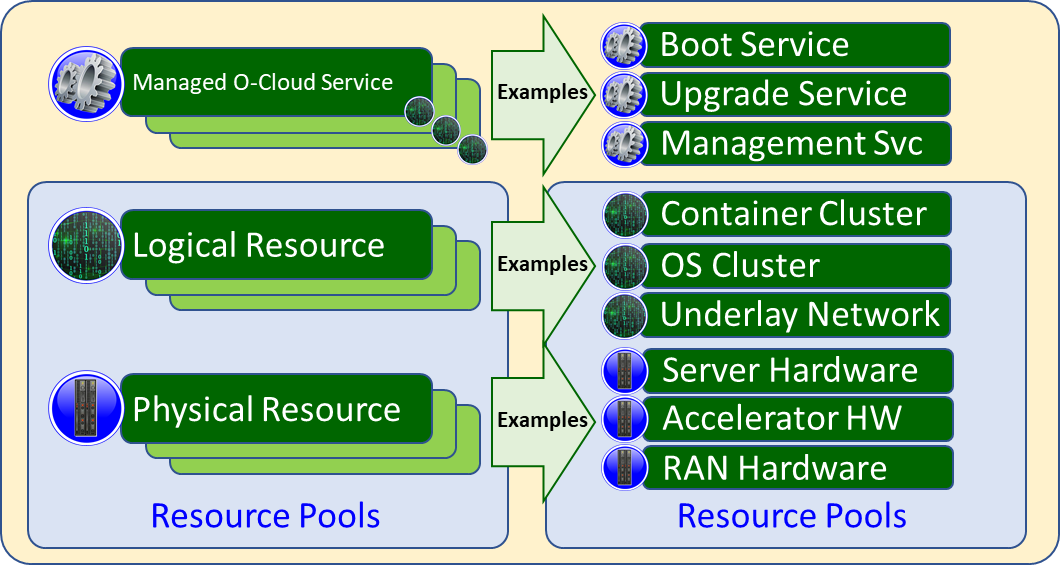 Managed O-Cloud Service
Examples
Boot Service
Upgrade Service
Management Svc
Logical Resource
Examples
Container Cluster
OS Cluster
Underlay Network
Physical Resource
Examples
Server Hardware
Accelerator HW
RAN Hardware
Resource Pools
Resource Pools